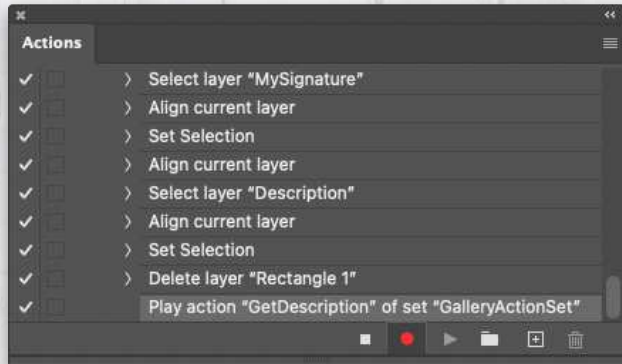 Actions
Select layer “MySignature”
Align current layer
Set Selection
Align current layer
Select layer “Description”
Align current layer
Set Selection
Delete layer “Rectangle 1”
Play action “GetDescription” of set “GalleryActionSet”